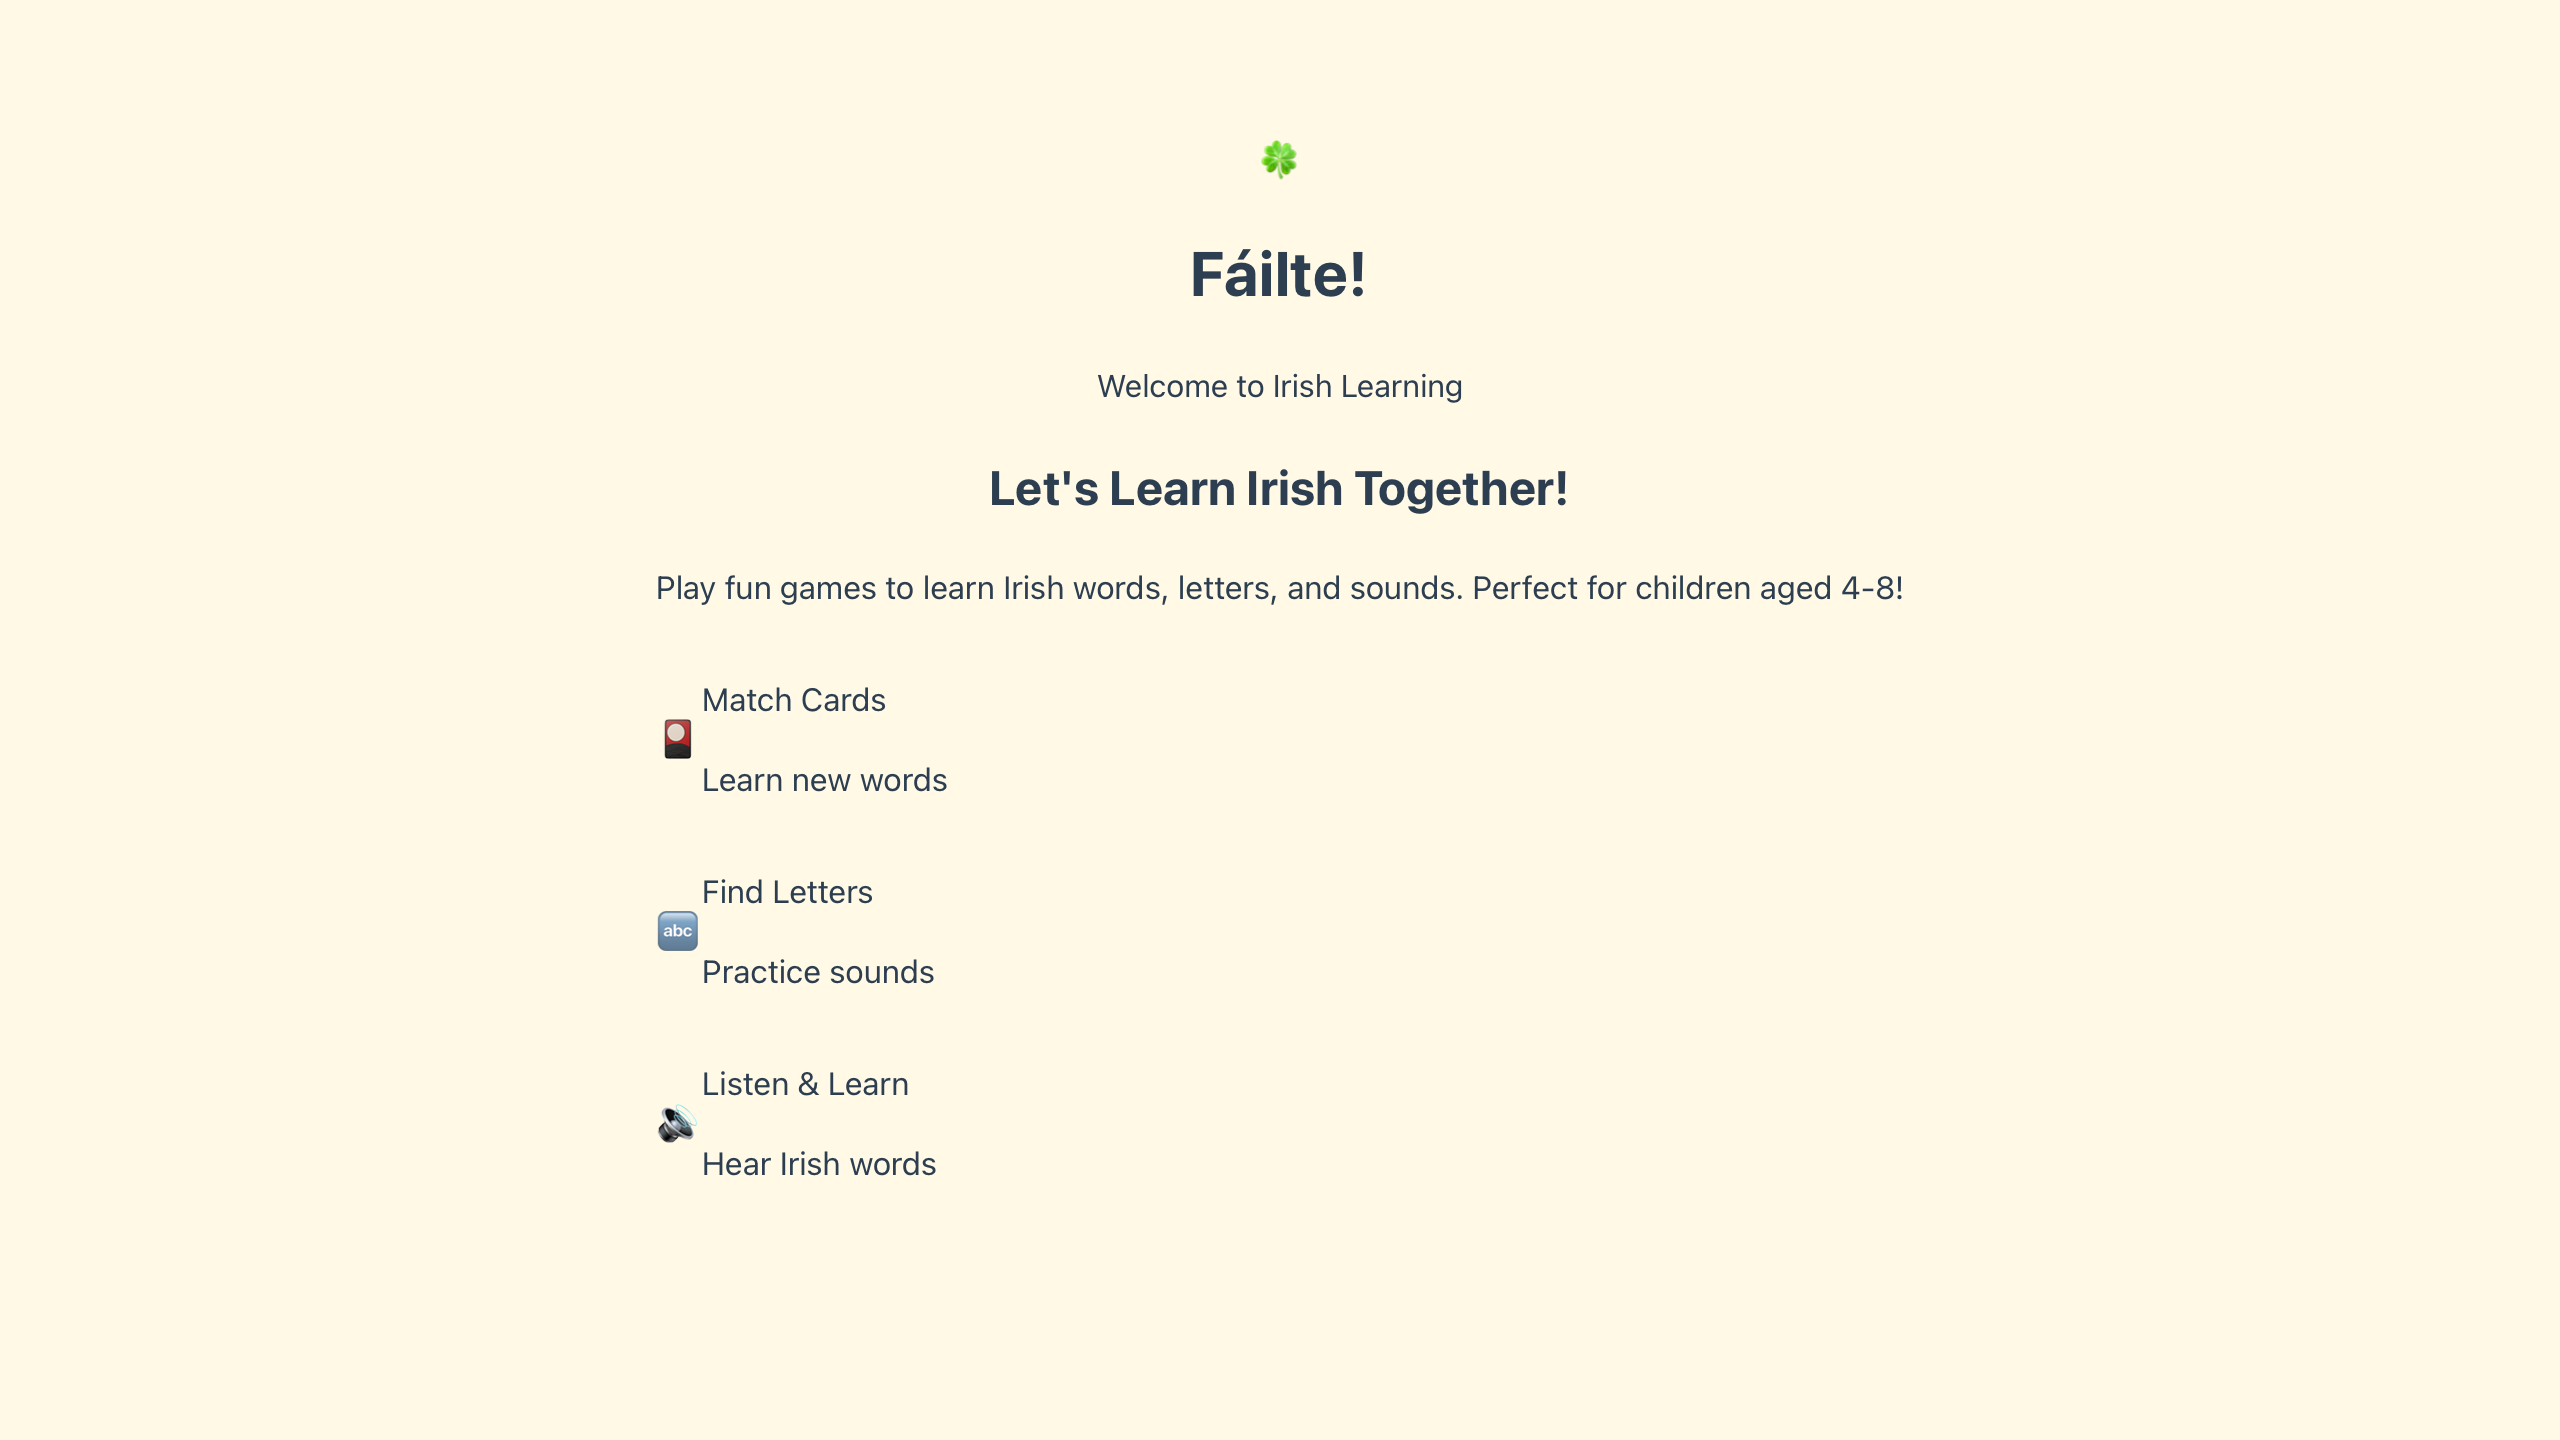 Fáilte!
Welcome to Irish Learning
Let's Learn Irish Together!
Play fun games to learn Irish words, letters, and sounds. Perfect for children aged 4-8!
Match Cards
Learn new words
abc
Find Letters
Practice sounds
Listen & Learn
Hear Irish words